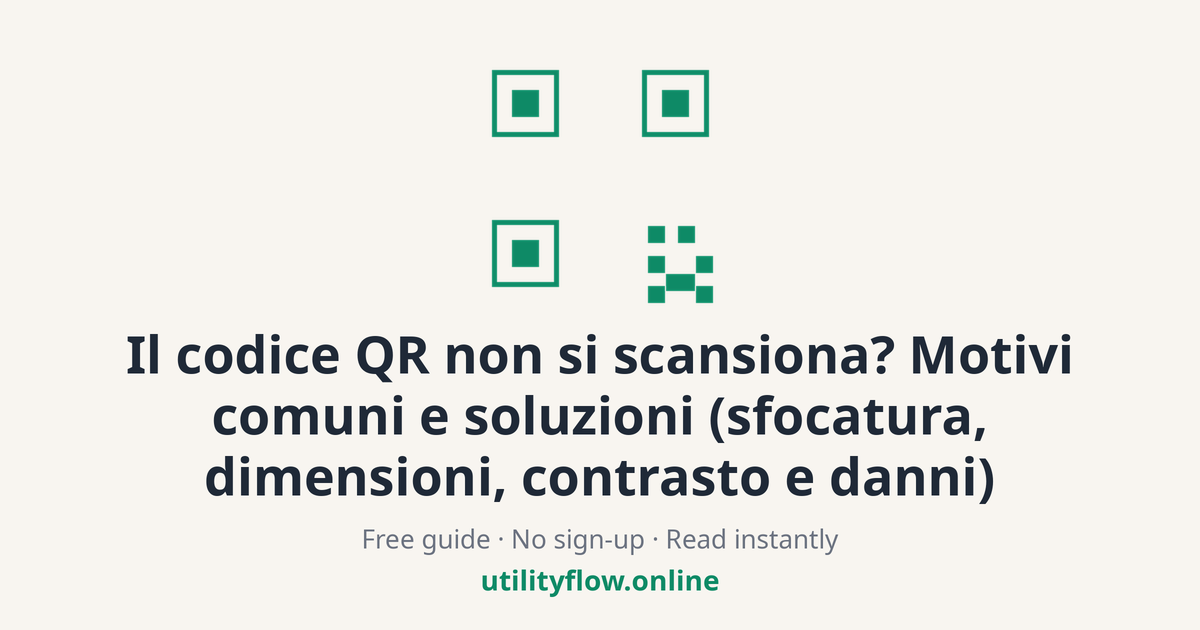 Il codice QR non si scansiona? Motivi
comuni e soluzioni (sfocatura,
dimensioni, contrasto e danni)
Free guide · No sign-up · Read instantly
utilityflow.online